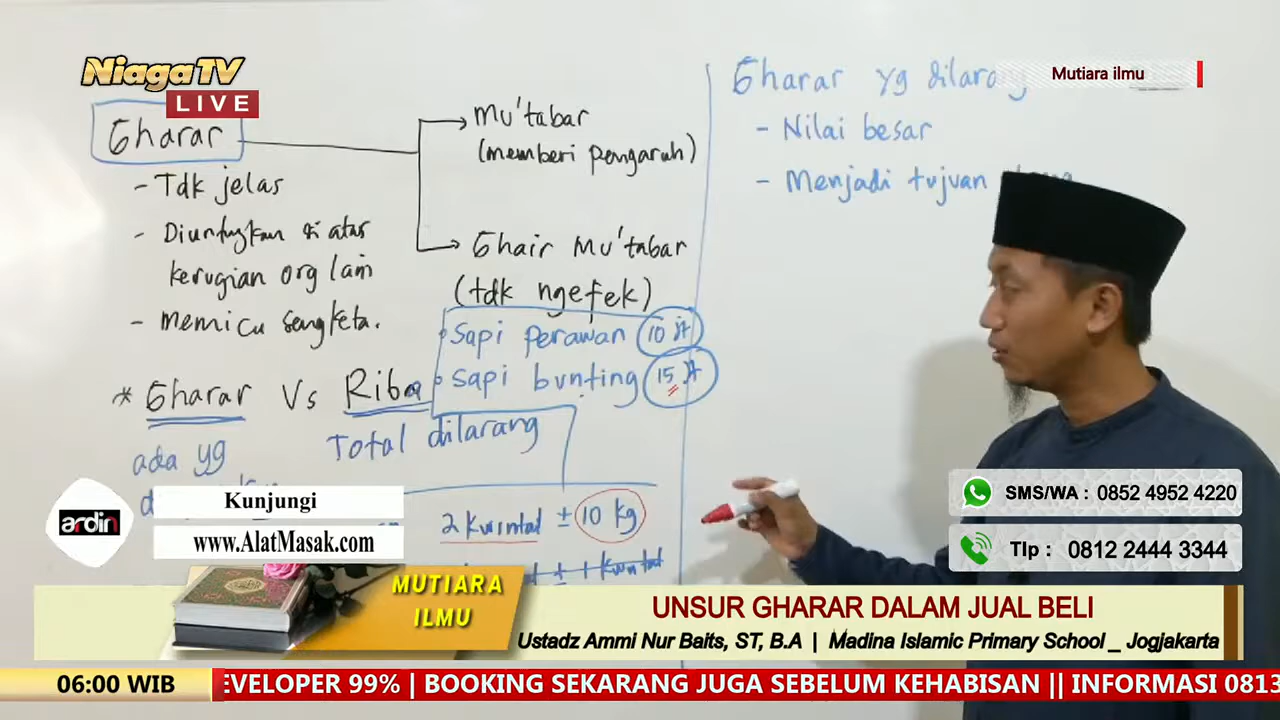 NiagaTV
LIVE
Mutiara ilmu
Gharar
- Tdk jelas
- Diuntungkan di atas
kerugian org lain
- Memicu sengketa.
Mu'tabar
(memberi pengaruh)
Ghair Mu'tabar
(tdk ngefek)
• Sapi perawan 10 jt
• Sapi bunting 15 jt
* Gharar Vs Riba
ada yg
Total dilarang
2 kwintal ± 10 kg
± 1 kwintal
Gharar yg dilarang
- Nilai besar
- Menjadi tujuan
ardin
Kunjungi
www.AlatMasak.com
SMS/WA : 0852 4952 4220
Tlp : 0812 2444 3344
MUTIARA
ILMU
UNSUR GHARAR DALAM JUAL BELI
Ustadz Ammi Nur Baits, ST, B.A | Madina Islamic Primary School _ Jogjakarta
06:00 WIB
EVELOPER 99% | BOOKING SEKARANG JUGA SEBELUM KEHABISAN || INFORMASI 0813